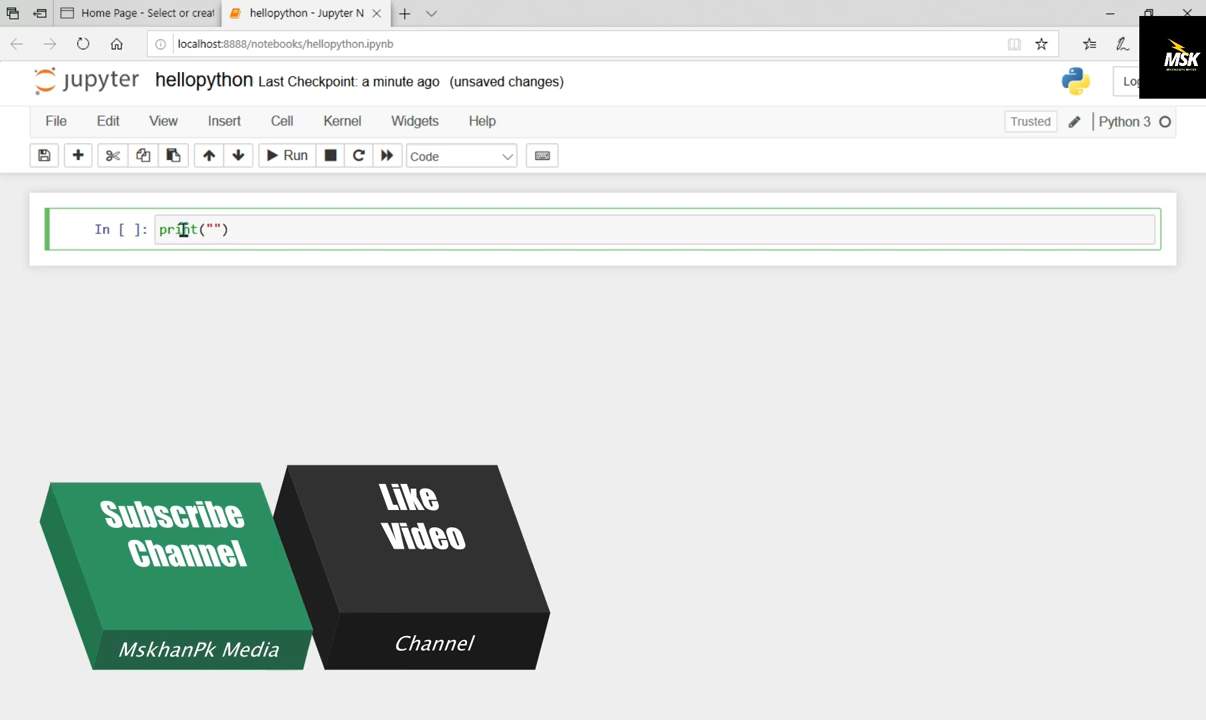 Home Page - Select or creat
hellopython - Jupyter N
localhost:8888/notebooks/hellopython.ipynb
MSK
jupyter hellopython Last Checkpoint: a minute ago (unsaved changes)
File Edit View Insert Cell Kernel Widgets Help
Trusted Python 3
Run Code
In [ ]: print("")
Subscribe
Channel
MskhanPk Media
Like
Video
Channel